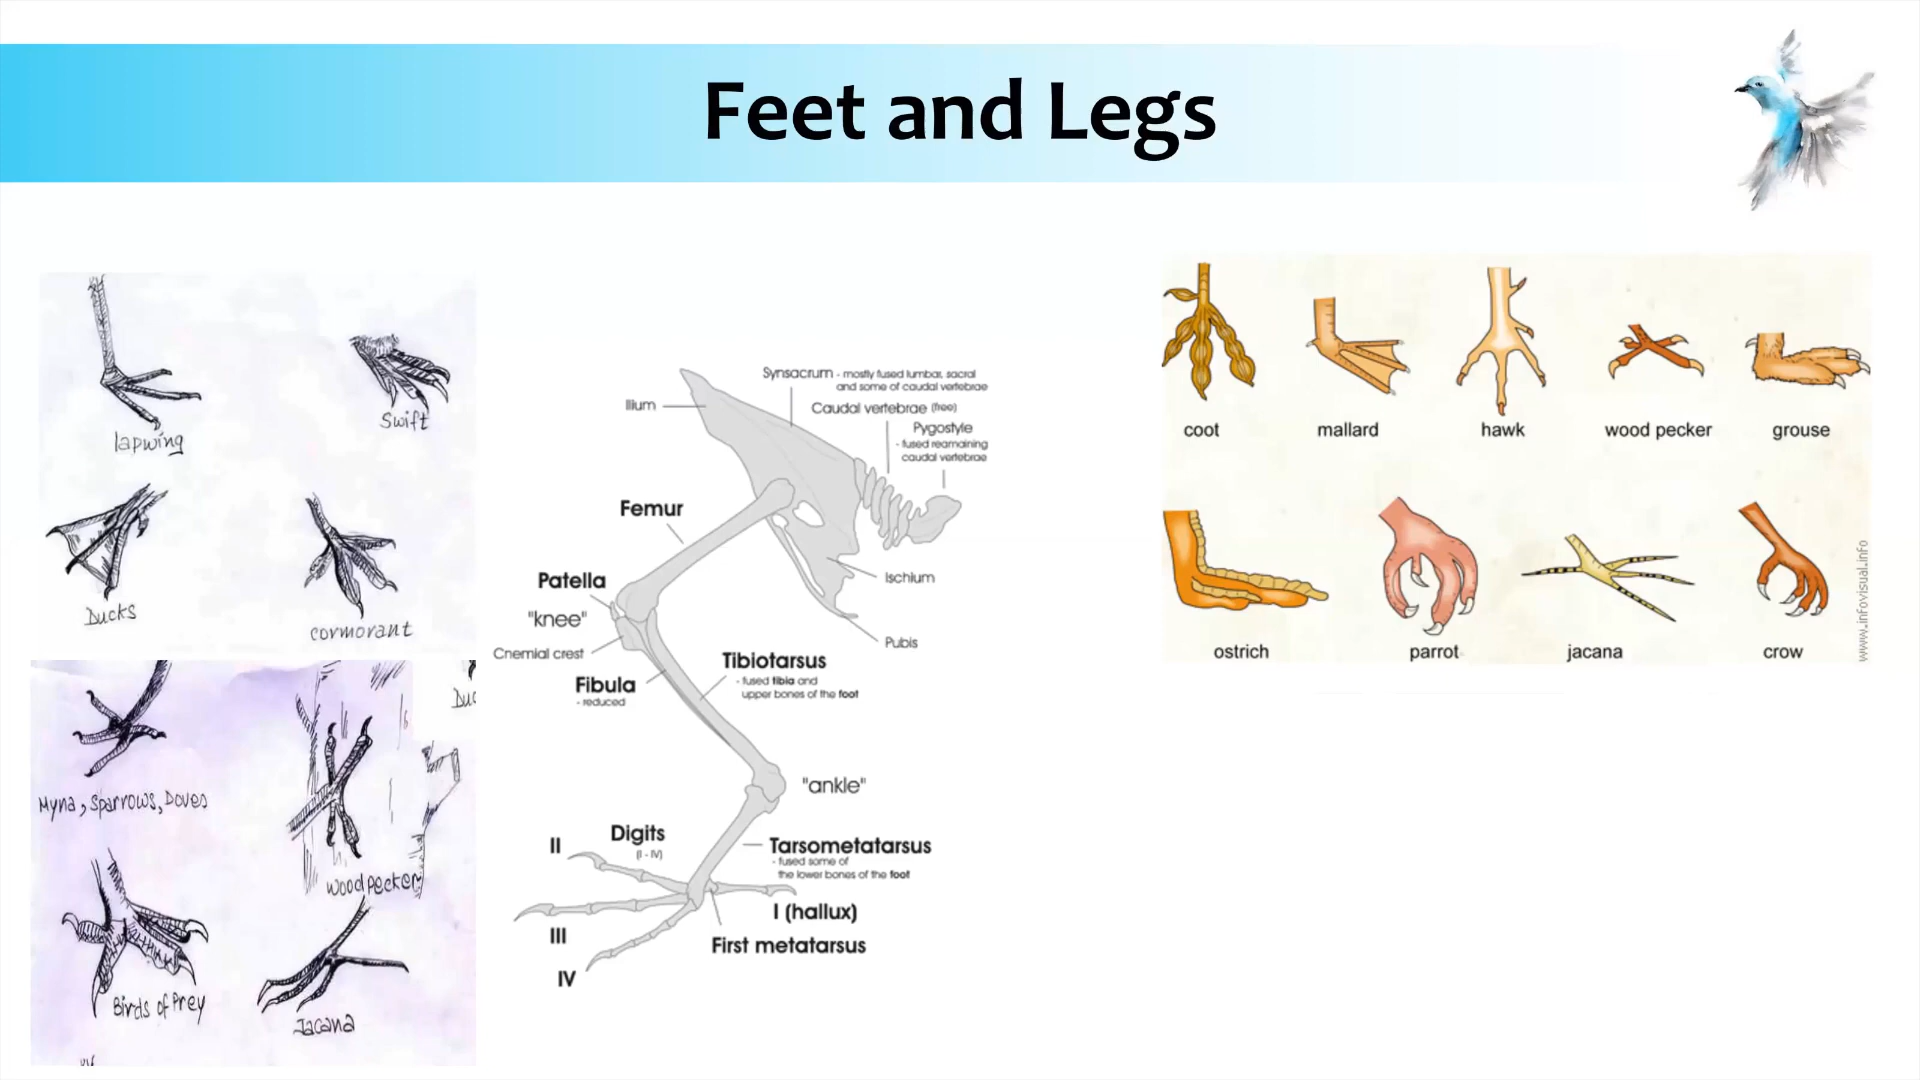 Feet and Legs
lapwing
Swift
Ducks
cormorant
Duc
Myna, Sparrows, Doves
Woodpecker
Birds of Prey
Jacana
Synsacrum - mostly fused lumbar, sacral
and some of caudal vertebrae
Ilium
Caudal vertebrae (free)
Pygostyle
- fused reamaining
caudal vertebrae
Femur
Ischium
Patella
"knee"
Cnemial crest
Pubis
Tibiotarsus
- fused tibia and
upper bones of the foot
Fibula
- reduced
"ankle"
Digits
(I - IV)
II
Tarsometatarsus
- fused some of
the lower bones of the foot
I (hallux)
III
First metatarsus
IV
coot
mallard
hawk
wood pecker
grouse
ostrich
parrot
jacana
crow
www.infovisual.info